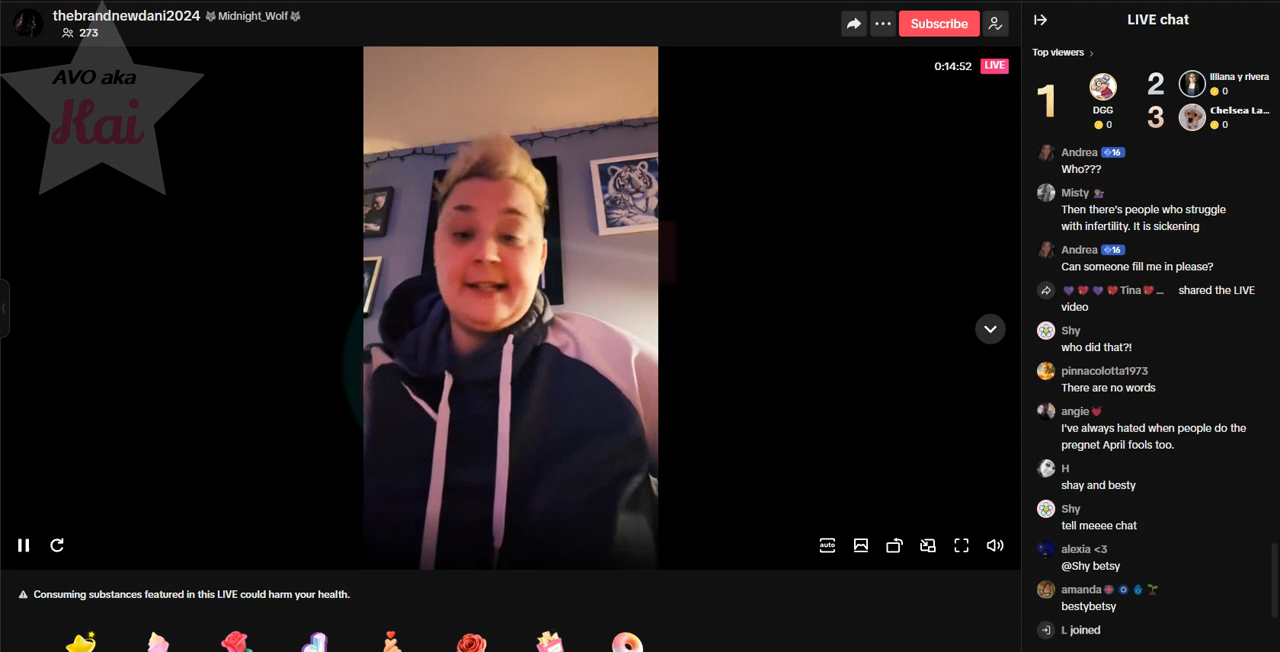 thebrandnewdani2024 🐺Midnight_Wolf🐺
273
Subscribe
AVO aka
Kai
0:14:52 LIVE
Consuming substances featured in this LIVE could harm your health.
LIVE chat
Top viewers
1
DGG
0
2
illiana y rivera
0
3
Chelsea La...
0
Andrea 16
Who???
Misty
Then there's people who struggle
with infertility. It is sickening
Andrea 16
Can someone fill me in please?
💜💖💜💖Tina💖... shared the LIVE
video
Shy
who did that?!
pinnacolotta1973
There are no words
angie 💗
I've always hated when people do the
pregnet April fools too.
H
shay and besty
Shy
tell meeee chat
alexia <3
@Shy betsy
amanda
bestybetsy
L joined
auto